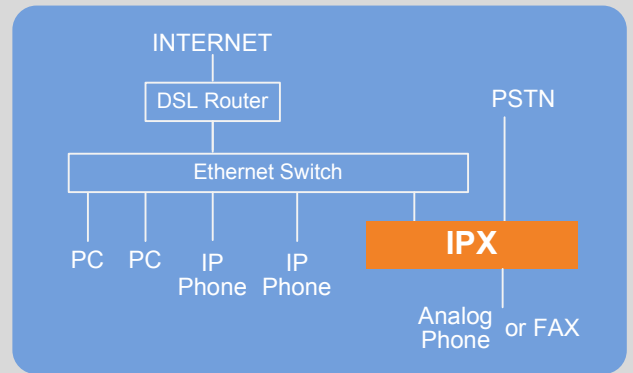 INTERNET
DSL Router
PSTN
Ethernet Switch
IPX
PC
PC
IP
Phone
IP
Phone
Analog
Phone
or FAX